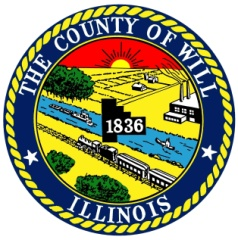 THE COUNTY OF WILL
1836
ILLINOIS